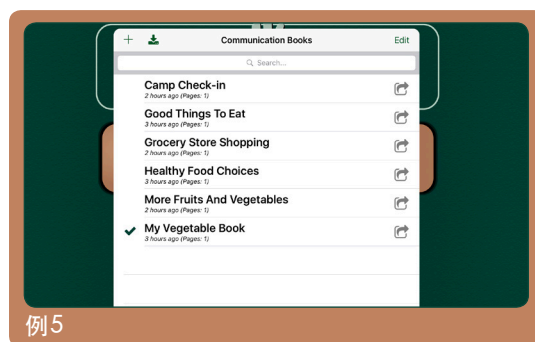 Communication Books
Edit
Search...
Camp Check-in
2 hours ago (Pages: 1)
Good Things To Eat
3 hours ago (Pages: 1)
Grocery Store Shopping
2 hours ago (Pages: 1)
Healthy Food Choices
3 hours ago (Pages: 1)
More Fruits And Vegetables
2 hours ago (Pages: 1)
My Vegetable Book
3 hours ago (Pages: 1)
例5